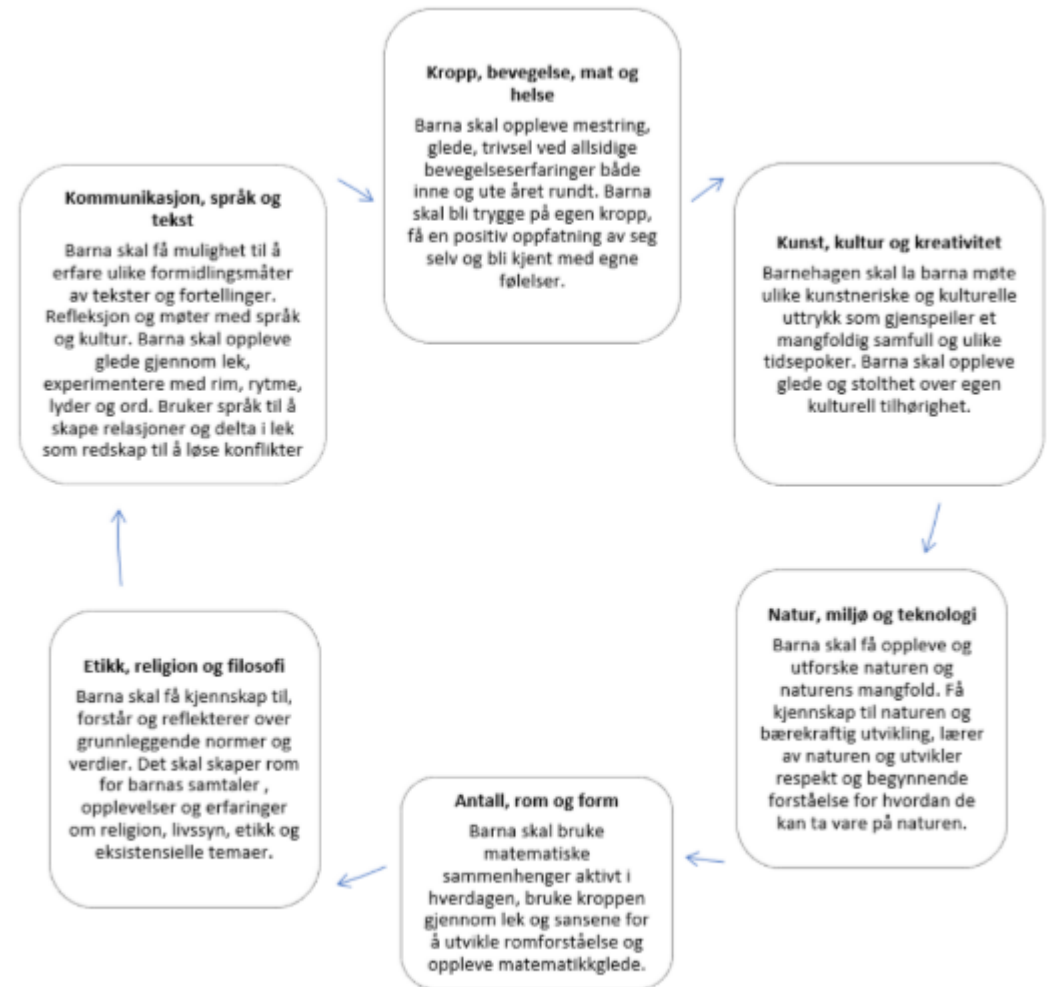 Kropp, bevegelse, mat og
helse
Barna skal oppleve mestring,
glede, trivsel ved allsidige
bevegelseserfaringer både
inne og ute året rundt. Barna
skal bli trygge på egen kropp,
få en positiv oppfatning av seg
selv og bli kjent med egne
følelser.
Kunst, kultur og kreativitet
Barnehagen skal la barna møte
ulike kunstneriske og kulturelle
uttrykk som gjenspeiler et
mangfoldig samfull og ulike
tidsepoker. Barna skal oppleve
glede og stolthet over egen
kulturell tilhørighet.
Natur, miljø og teknologi
Barna skal få oppleve og
utforske naturen og
naturens mangfold. Få
kjennskap til naturen og
bærekraftig utvikling, lærer
av naturen og utvikler
respekt og begynnende
forståelse for hvordan de
kan ta vare på naturen.
Antall, rom og form
Barna skal bruke
matematiske
sammenhenger aktivt i
hverdagen, bruke kroppen
gjennom lek og sansene for
å utvikle romforståelse og
oppleve matematikkglede.
Etikk, religion og filosofi
Barna skal få kjennskap til,
forstår og reflekterer over
grunnleggende normer og
verdier. Det skal skaper rom
for barnas samtaler ,
opplevelser og erfaringer
om religion, livssyn, etikk og
eksistensielle temaer.
Kommunikasjon, språk og
tekst
Barna skal få mulighet til å
erfare ulike formidlingsmåter
av tekster og fortellinger.
Refleksjon og møter med språk
og kultur. Barna skal oppleve
glede gjennom lek,
experimentere med rim, rytme,
lyder og ord. Bruker språk til å
skape relasjoner og delta i lek
som redskap til å løse konflikter